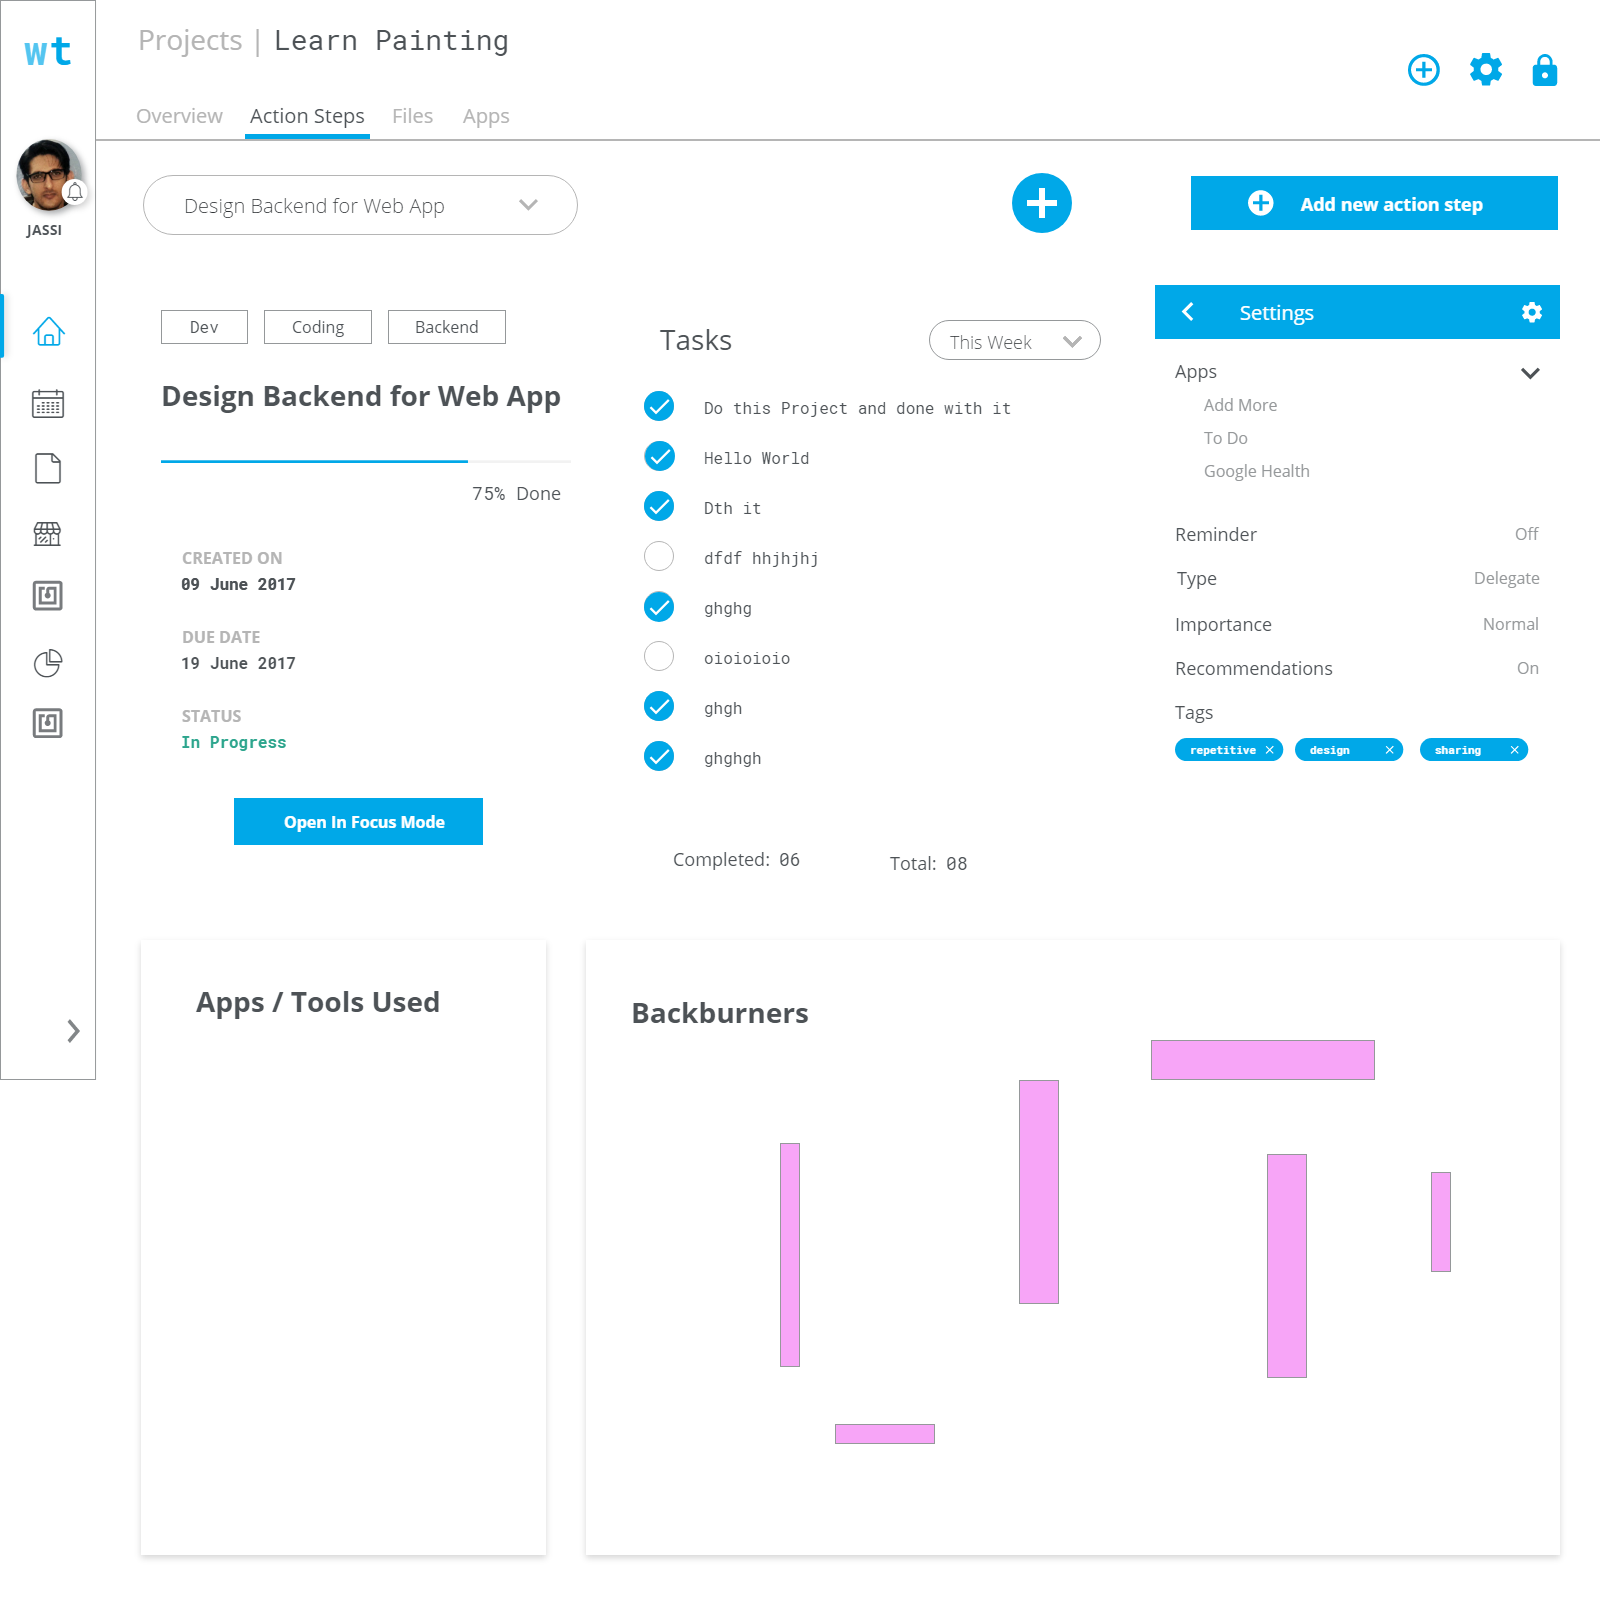 wt
Projects | Learn Painting
Overview Action Steps Files Apps
JASSI
Design Backend for Web App
Add new action step
Dev Coding Backend
Design Backend for Web App
75% Done
CREATED ON
09 June 2017
DUE DATE
19 June 2017
STATUS
In Progress
Open In Focus Mode
Tasks
This Week
Do this Project and done with it
Hello World
Dth it
dfdf hhjhjhj
ghghg
oioioioio
ghgh
ghghgh
Completed: 06
Total: 08
Settings
Apps
Add More
To Do
Google Health
Reminder Off
Type Delegate
Importance Normal
Recommendations On
Tags
repetitive design sharing
Apps / Tools Used
Backburners